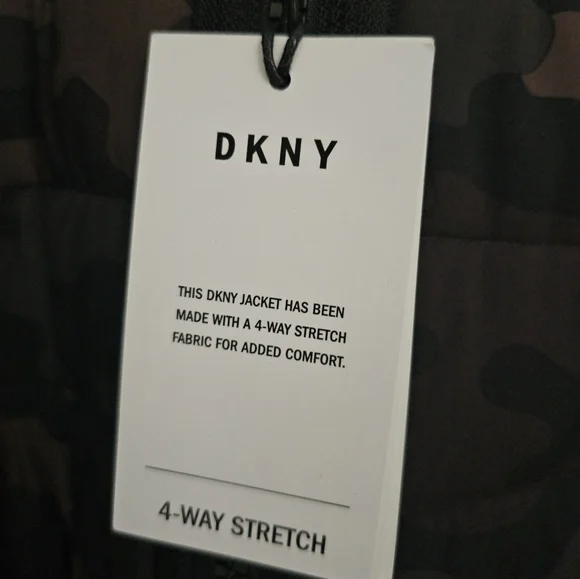 DKNY
THIS DKNY JACKET HAS BEEN
MADE WITH A 4-WAY STRETCH
FABRIC FOR ADDED COMFORT.
4-WAY STRETCH